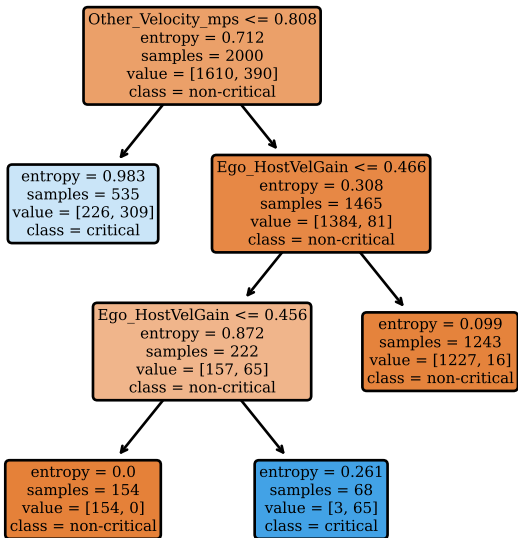 Other_Velocity_mps <= 0.808
entropy = 0.712
samples = 2000
value = [1610, 390]
class = non-critical
entropy = 0.983
samples = 535
value = [226, 309]
class = critical
Ego_HostVelGain <= 0.466
entropy = 0.308
samples = 1465
value = [1384, 81]
class = non-critical
Ego_HostVelGain <= 0.456
entropy = 0.872
samples = 222
value = [157, 65]
class = non-critical
entropy = 0.099
samples = 1243
value = [1227, 16]
class = non-critical
entropy = 0.0
samples = 154
value = [154, 0]
class = non-critical
entropy = 0.261
samples = 68
value = [3, 65]
class = critical